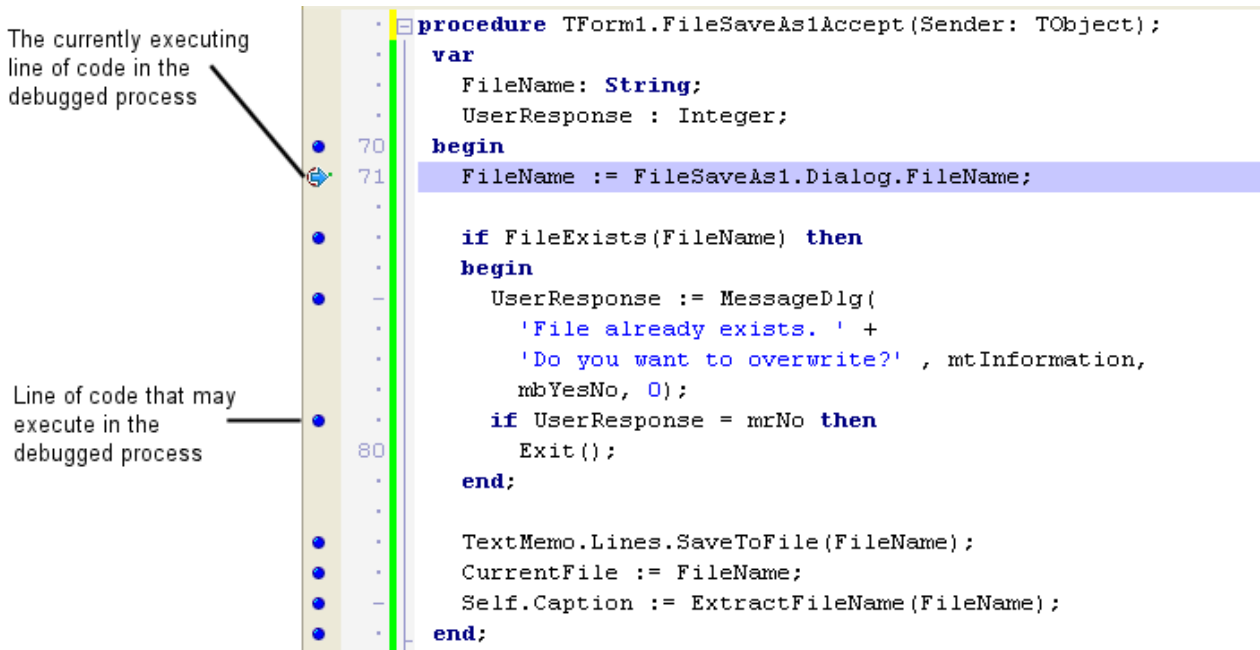 The currently executing
line of code in the
debugged process
Line of code that may
execute in the
debugged process
procedure TForm1.FileSaveAs1Accept(Sender: TObject);
var
FileName: String;
UserResponse : Integer;
70 begin
71 FileName := FileSaveAs1.Dialog.FileName;
if FileExists(FileName) then
begin
UserResponse := MessageDlg(
'File already exists. ' +
'Do you want to overwrite?' , mtInformation,
mbYesNo, 0);
if UserResponse = mrNo then
80 Exit();
end;
TextMemo.Lines.SaveToFile(FileName);
CurrentFile := FileName;
Self.Caption := ExtractFileName(FileName);
end;